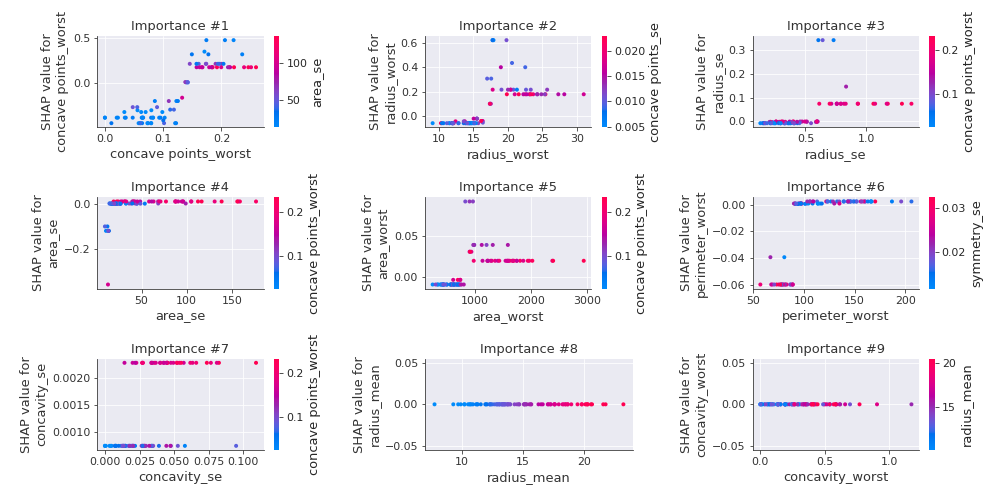 Importance #1
SHAP value for
concave points_worst
0.5
0.0
0.0
0.1
0.2
concave points_worst
100
50
area_se
Importance #2
SHAP value for
radius_worst
0.6
0.4
0.2
0.0
10
15
20
25
30
radius_worst
0.020
0.015
0.010
0.005
concave points_se
Importance #3
SHAP value for
radius_se
0.3
0.2
0.1
0.0
0.5
1.0
radius_se
0.2
0.1
concave points_worst
Importance #4
SHAP value for
area_se
0.0
−0.2
50
100
150
area_se
0.2
0.1
concave points_worst
Importance #5
SHAP value for
area_worst
0.05
0.00
1000
2000
3000
area_worst
0.2
0.1
concave points_worst
Importance #6
SHAP value for
perimeter_worst
0.00
−0.02
−0.04
−0.06
50
100
150
200
perimeter_worst
0.03
0.02
symmetry_se
Importance #7
SHAP value for
concavity_se
0.0020
0.0015
0.0010
0.000
0.025
0.050
0.075
0.100
concavity_se
0.2
0.1
concave points_worst
Importance #8
SHAP value for
radius_mean
0.05
0.00
−0.05
10
15
20
radius_mean
Importance #9
SHAP value for
concavity_worst
0.05
0.00
−0.05
0.0
0.5
1.0
concavity_worst
20
15
radius_mean